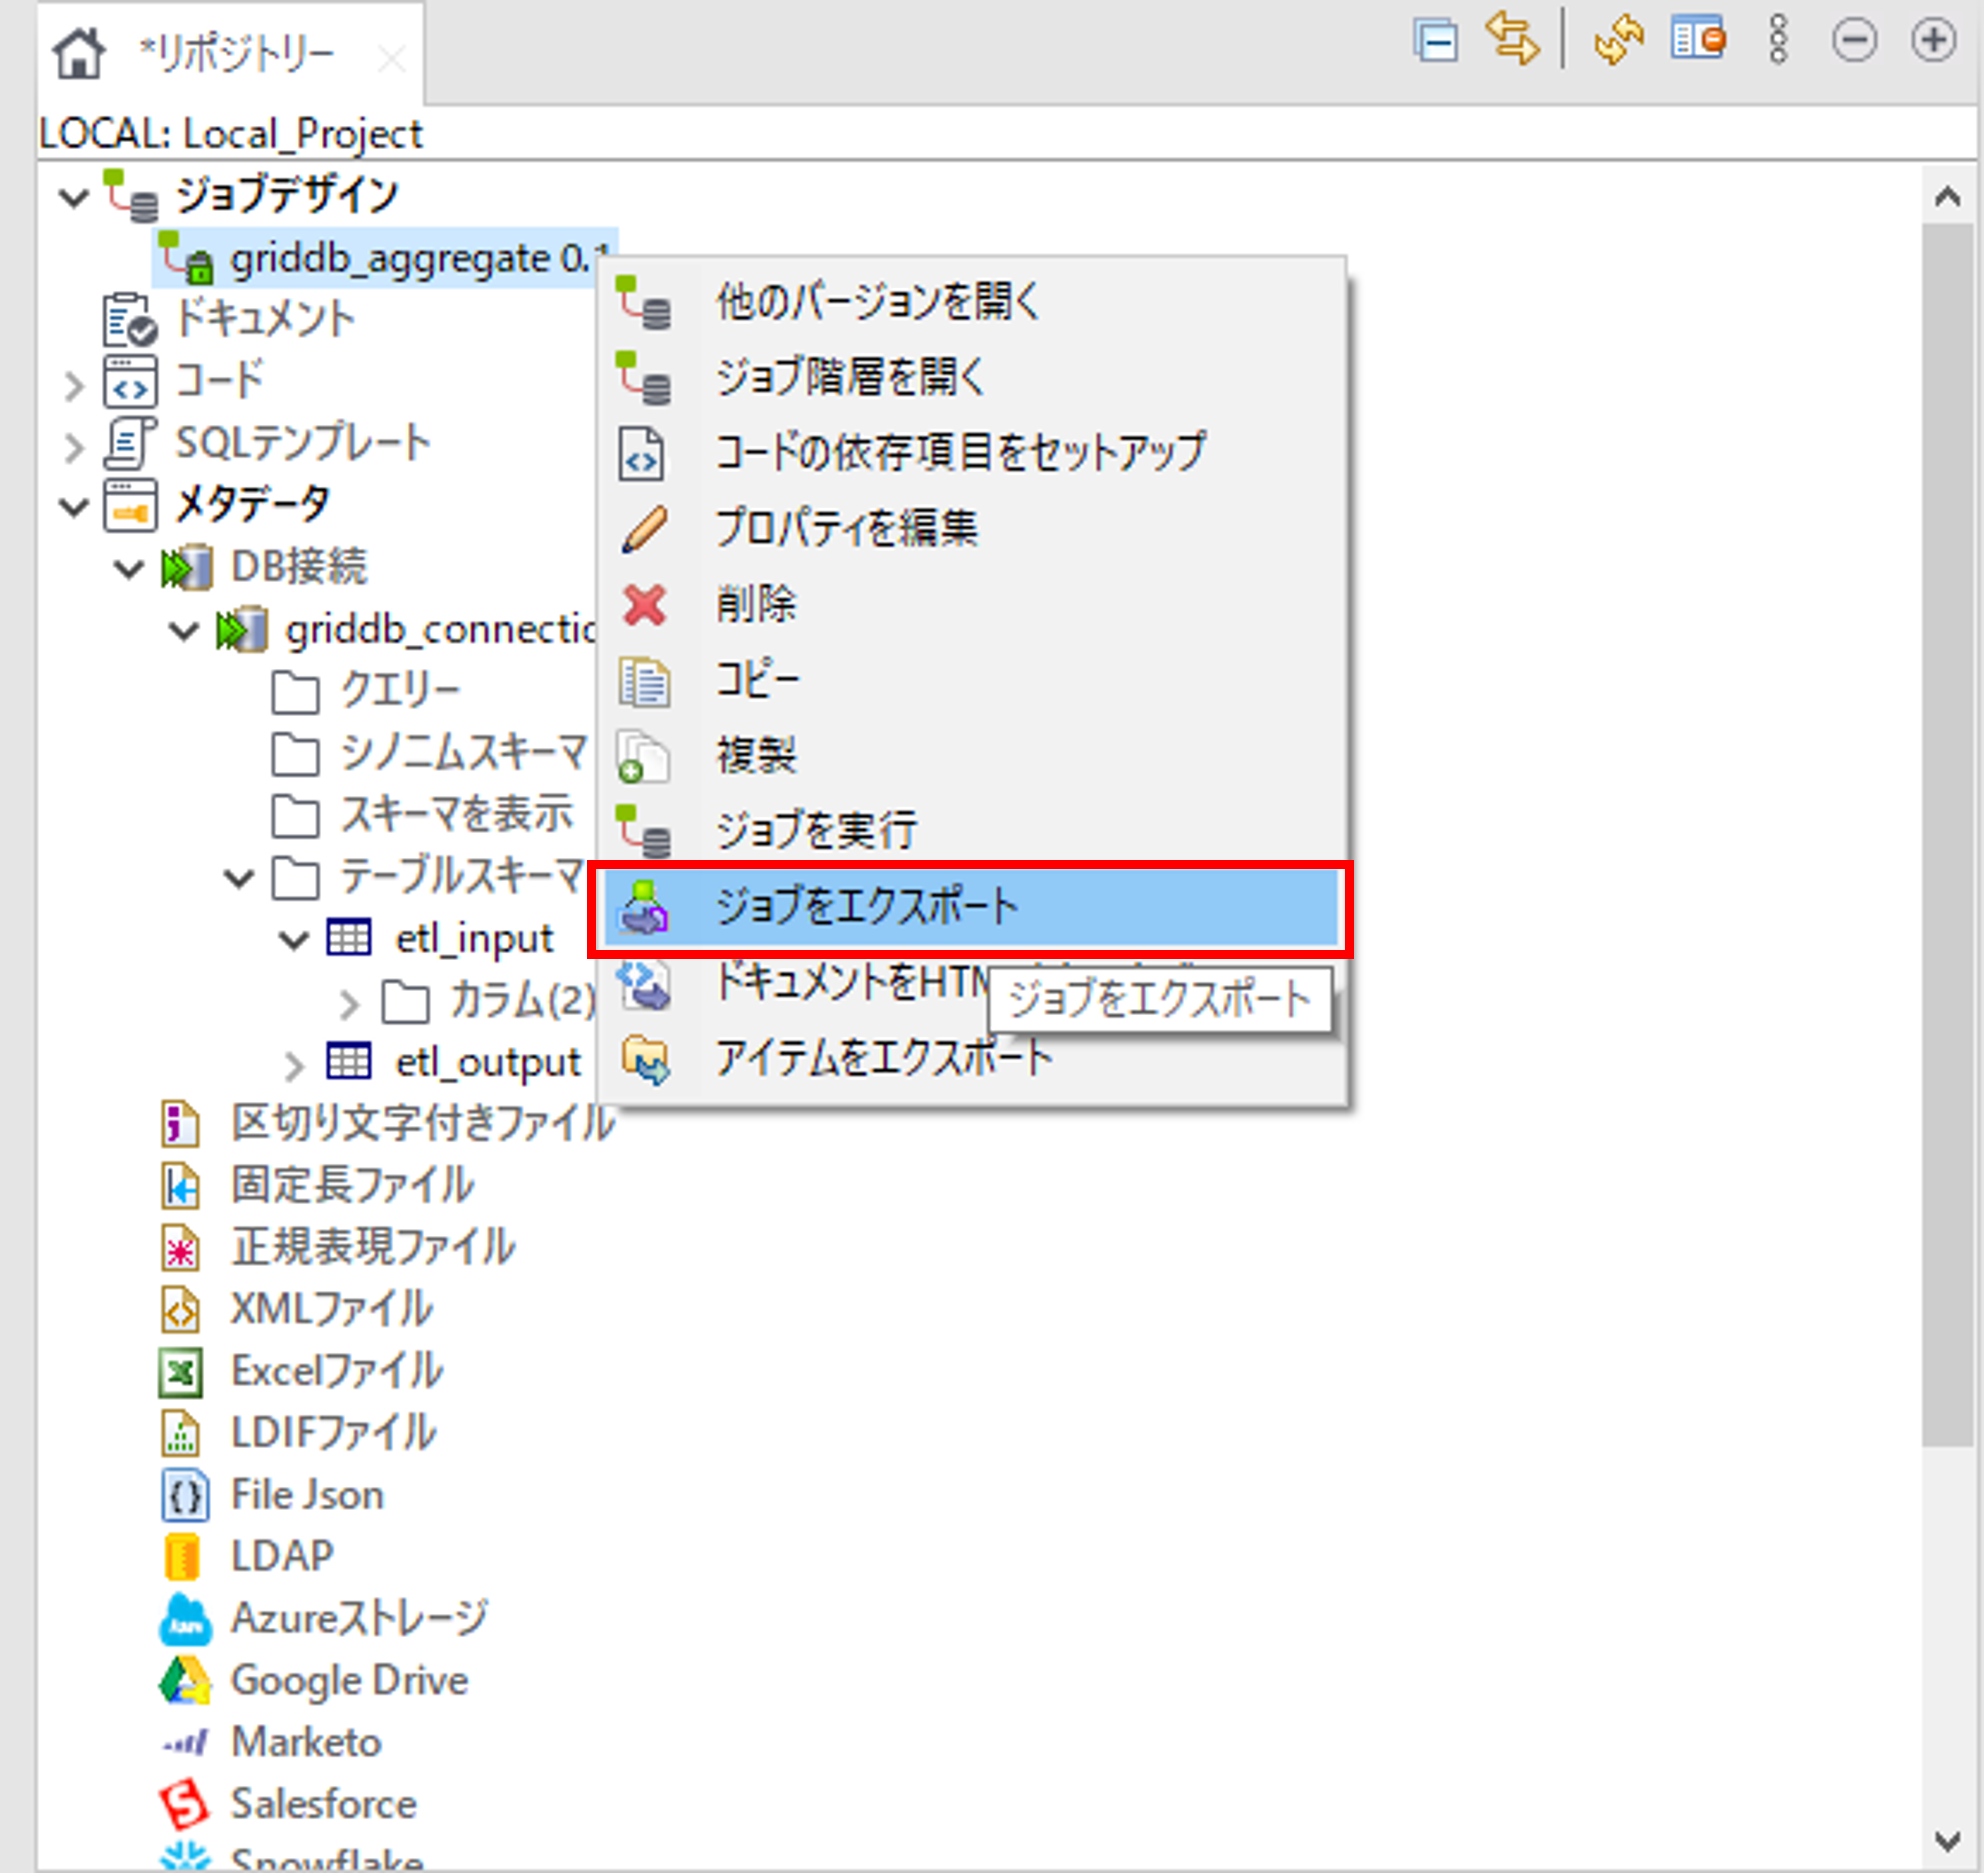 *リポジトリー
LOCAL: Local_Project
ジョブデザイン
griddb_aggregate 0.1
ドキュメント
コード
SQLテンプレート
メタデータ
DB接続
griddb_connectic
クエリー
シノニムスキーマ
スキーマを表示
テーブルスキーマ
etl_input
カラム(2)
etl_output
区切り文字付きファイル
固定長ファイル
正規表現ファイル
XMLファイル
Excelファイル
LDIFファイル
File Json
LDAP
Azureストレージ
Google Drive
Marketo
Salesforce
Snowflake
他のバージョンを開く
ジョブ階層を開く
コードの依存項目をセットアップ
プロパティを編集
削除
コピー
複製
ジョブを実行
ジョブをエクスポート
ドキュメントをHTM
ジョブをエクスポート
アイテムをエクスポート